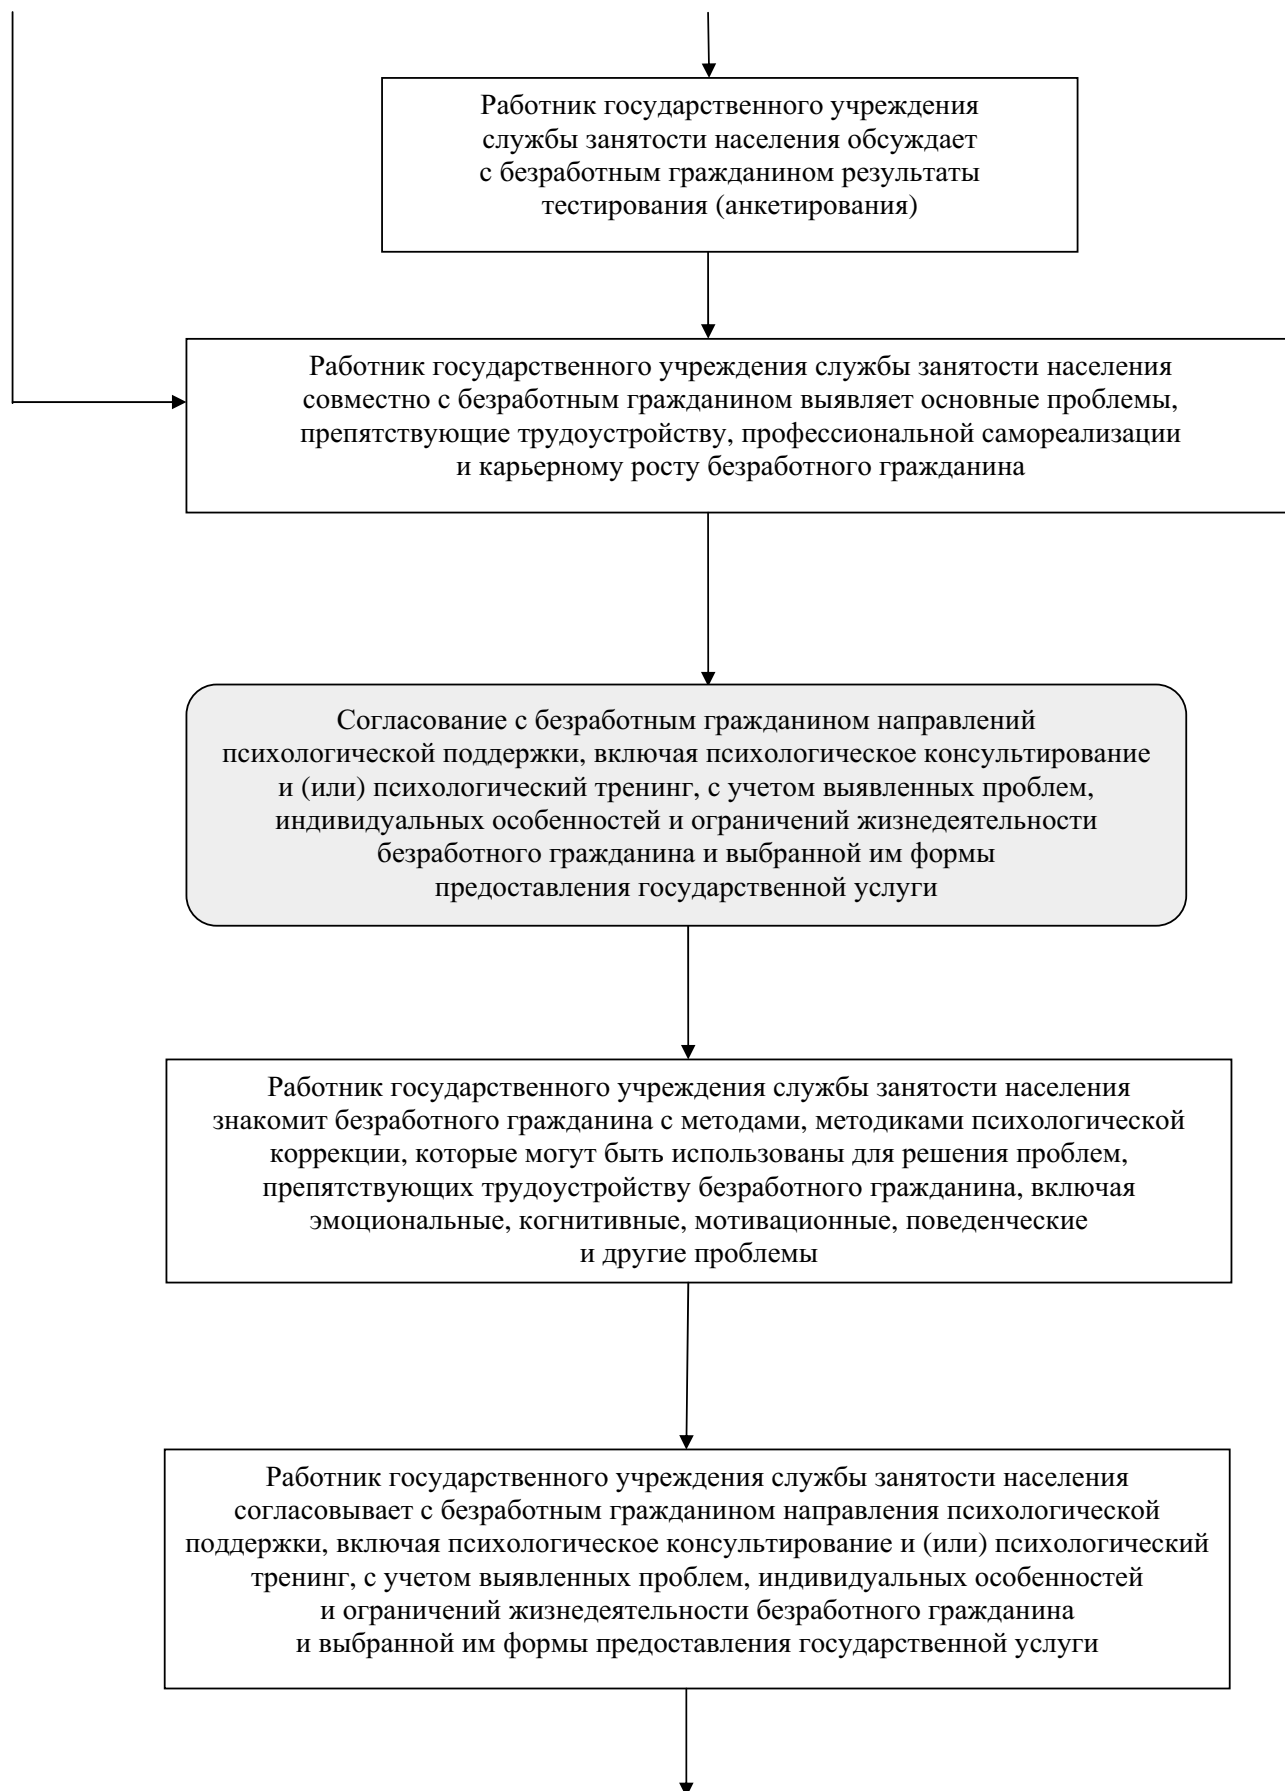 Работник государственного учреждения
службы занятости населения обсуждает
с безработным гражданином результаты
тестирования (анкетирования)
Работник государственного учреждения службы занятости населения
совместно с безработным гражданином выявляет основные проблемы,
препятствующие трудоустройству, профессиональной самореализации
и карьерному росту безработного гражданина
Согласование с безработным гражданином направлений
психологической поддержки, включая психологическое консультирование
и (или) психологический тренинг, с учетом выявленных проблем,
индивидуальных особенностей и ограничений жизнедеятельности
безработного гражданина и выбранной им формы
предоставления государственной услуги
Работник государственного учреждения службы занятости населения
знакомит безработного гражданина с методами, методиками психологической
коррекции, которые могут быть использованы для решения проблем,
препятствующих трудоустройству безработного гражданина, включая
эмоциональные, когнитивные, мотивационные, поведенческие
и другие проблемы
Работник государственного учреждения службы занятости населения
согласовывает с безработным гражданином направления психологической
поддержки, включая психологическое консультирование и (или) психологический
тренинг, с учетом выявленных проблем, индивидуальных особенностей
и ограничений жизнедеятельности безработного гражданина
и выбранной им формы предоставления государственной услуги